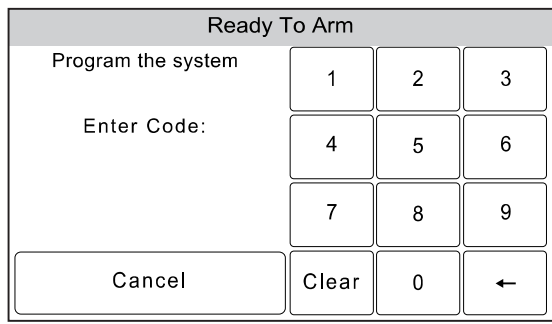 Ready To Arm
Program the system
Enter Code:
1 2 3
4 5 6
7 8 9
Cancel Clear 0 ←